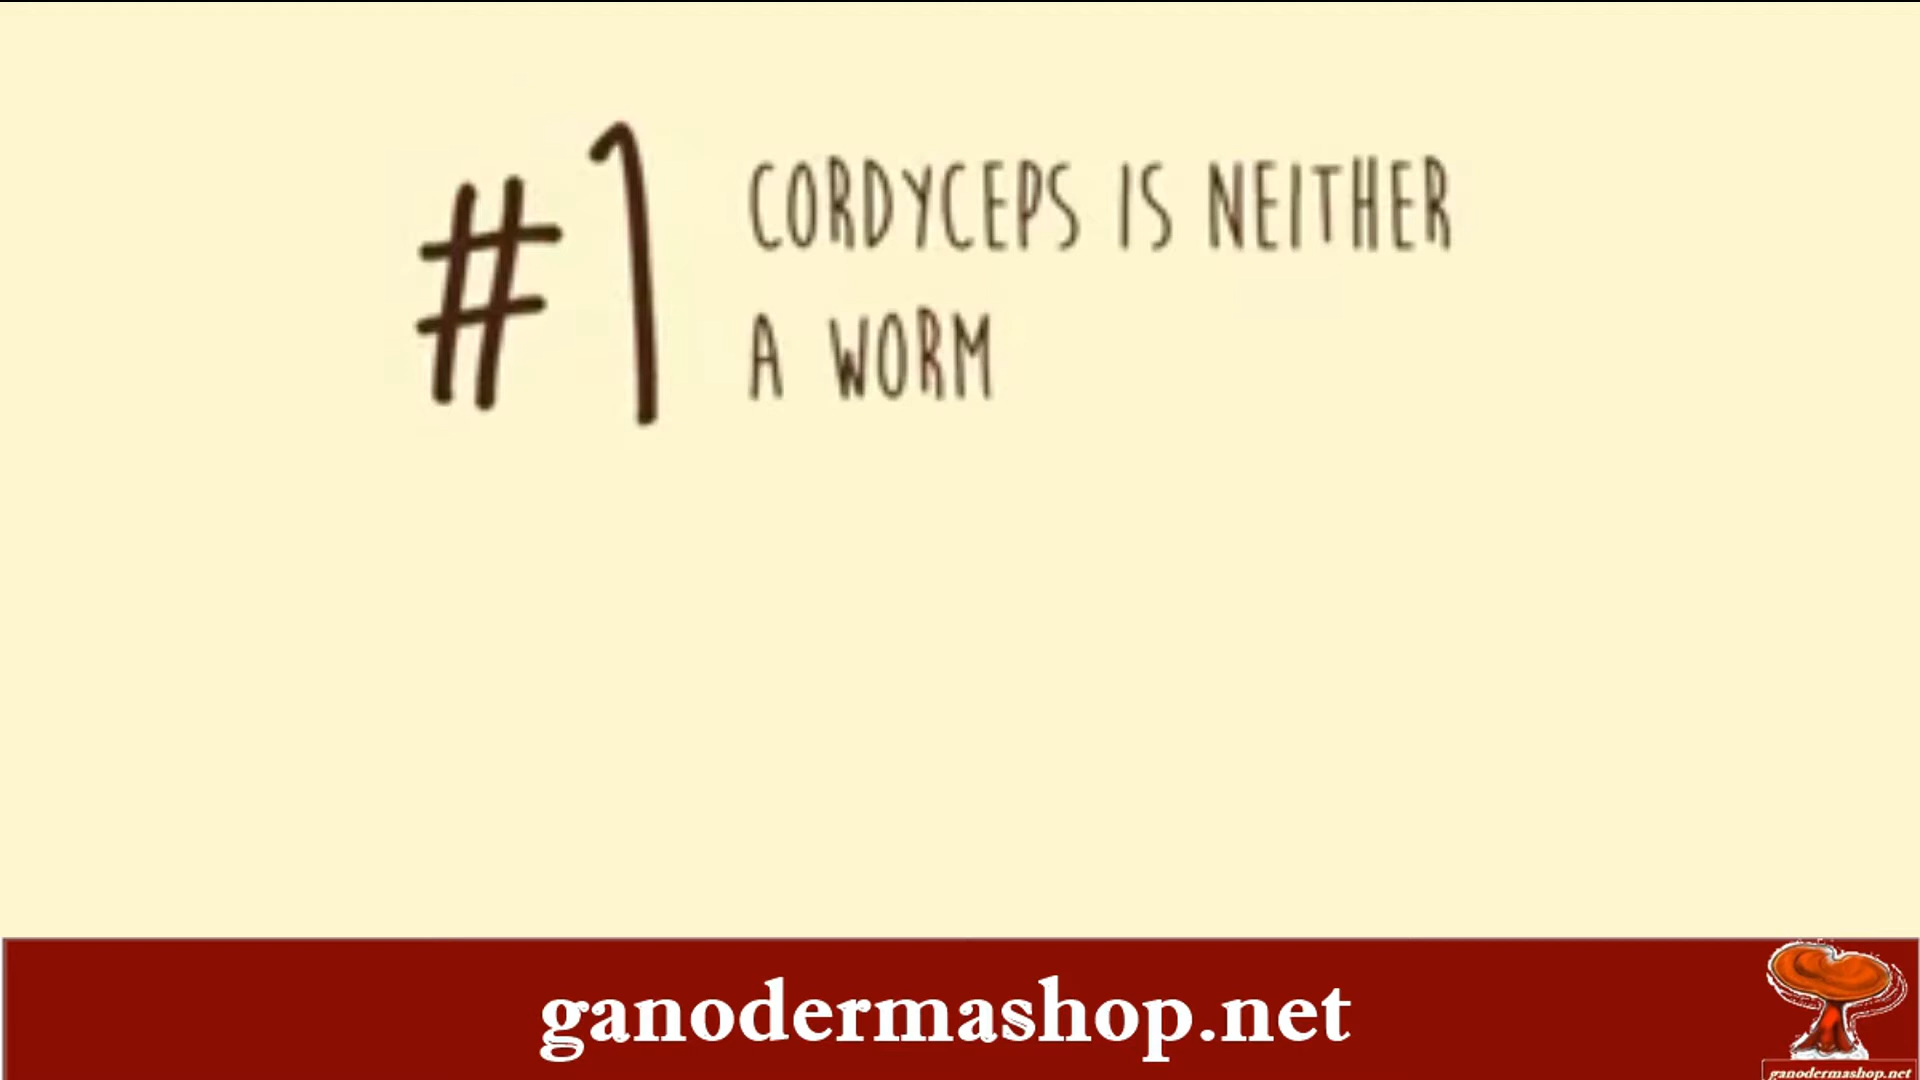 #1
CORDYCEPS IS NEITHER
A WORM
ganodermashop.net
ganodermashop.net